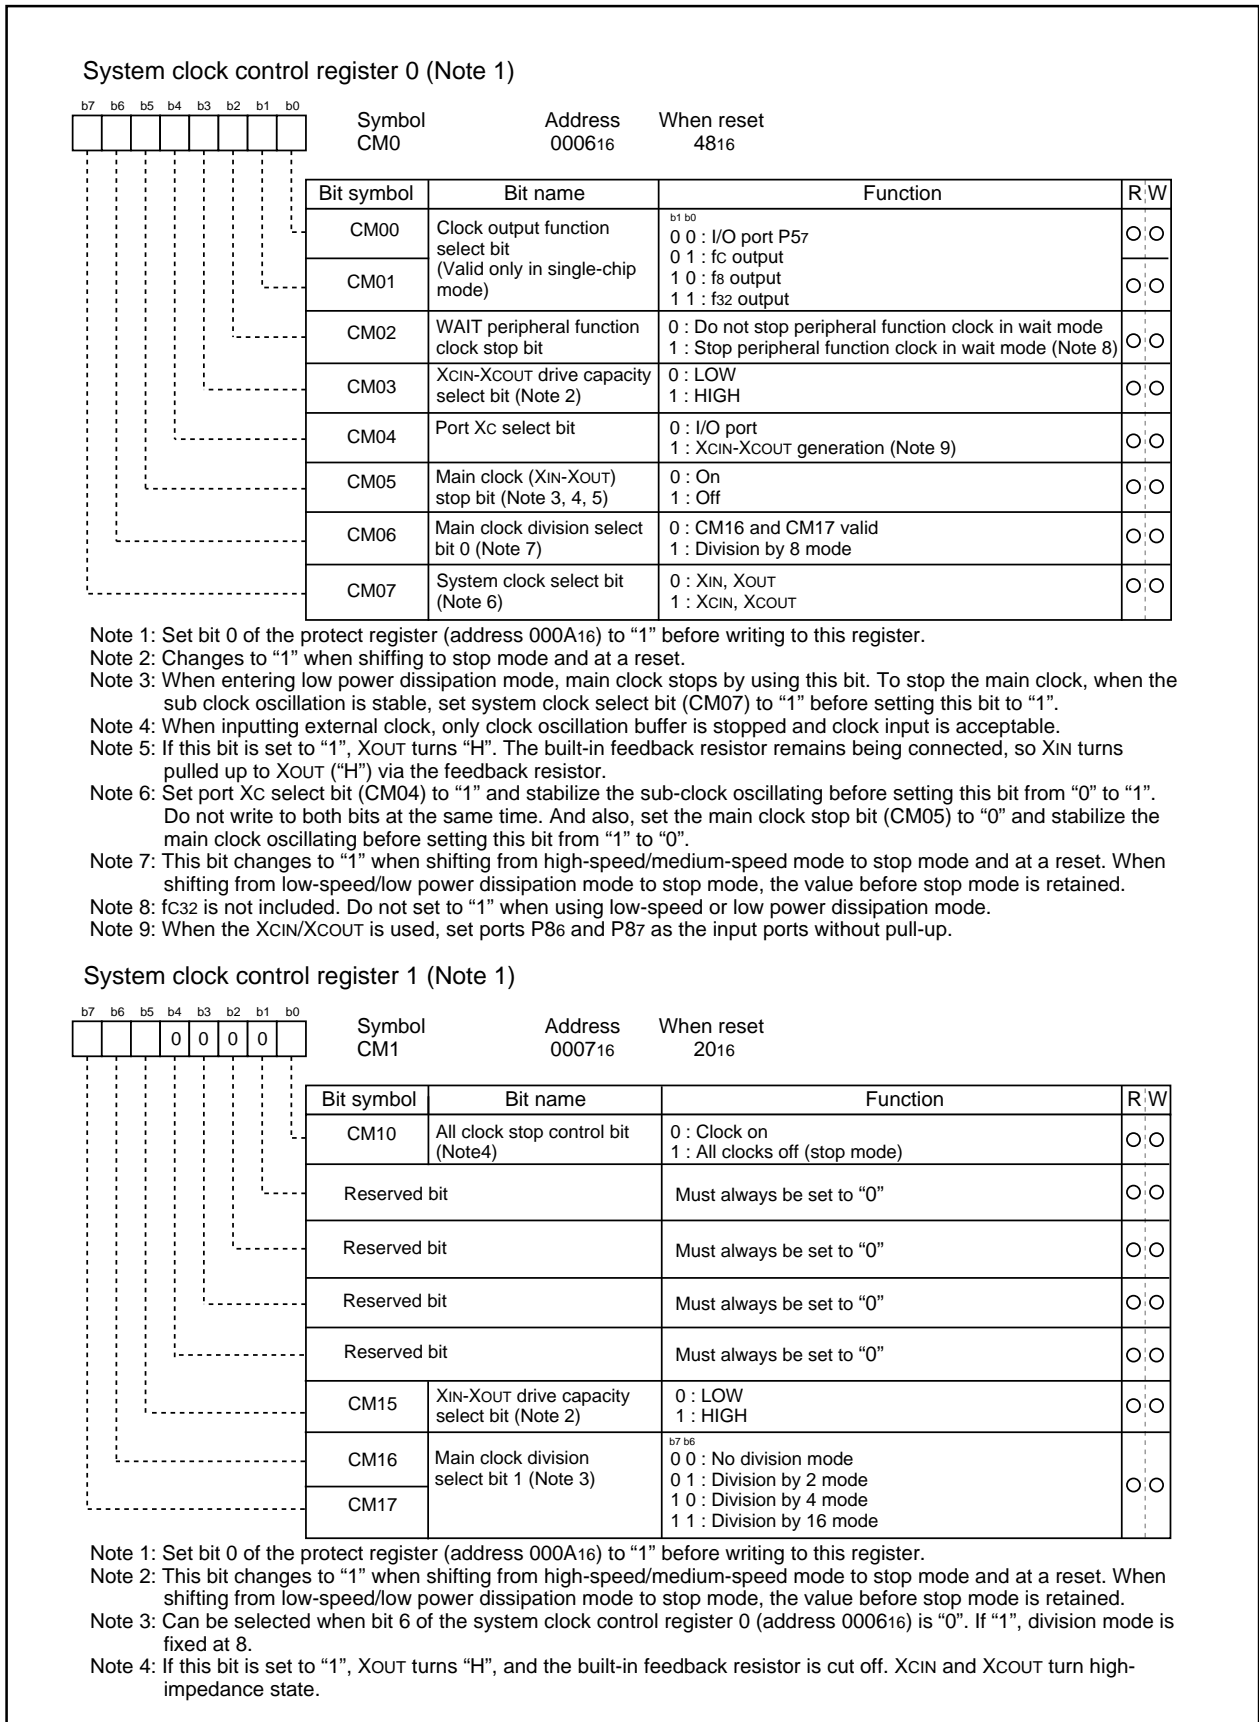 System clock control register 0 (Note 1)
b7 b6 b5 b4 b3 b2 b1 b0
Symbol Address When reset
CM0 000616 4816
Bit symbol Bit name Function R W
CM00 Clock output function select bit (Valid only in single-chip mode)
b1 b0
0 0 : I/O port P57
0 1 : fC output
CM01
1 0 : f8 output
1 1 : f32 output
CM02 WAIT peripheral function 0 : Do not stop peripheral function clock in wait mode
clock stop bit 1 : Stop peripheral function clock in wait mode (Note 8)
CM03 XCIN-XCOUT drive capacity 0 : LOW
select bit (Note 2) 1 : HIGH
CM04 Port XC select bit 0 : I/O port
1 : XCIN-XCOUT generation (Note 9)
CM05 Main clock (XIN-XOUT) 0 : On
stop bit (Note 3, 4, 5) 1 : Off
CM06 Main clock division select 0 : CM16 and CM17 valid
bit 0 (Note 7) 1 : Division by 8 mode
CM07 System clock select bit 0 : XIN, XOUT
(Note 6) 1 : XCIN, XCOUT
Note 1: Set bit 0 of the protect register (address 000A16) to “1” before writing to this register.
Note 2: Changes to “1” when shiffing to stop mode and at a reset.
Note 3: When entering low power dissipation mode, main clock stops by using this bit. To stop the main clock, when the
sub clock oscillation is stable, set system clock select bit (CM07) to “1” before setting this bit to “1”.
Note 4: When inputting external clock, only clock oscillation buffer is stopped and clock input is acceptable.
Note 5: If this bit is set to “1”, XOUT turns “H”. The built-in feedback resistor remains being connected, so XIN turns
pulled up to XOUT (“H”) via the feedback resistor.
Note 6: Set port XC select bit (CM04) to “1” and stabilize the sub-clock oscillating before setting this bit from “0” to “1”.
Do not write to both bits at the same time. And also, set the main clock stop bit (CM05) to “0” and stabilize the
main clock oscillating before setting this bit from “1” to “0”.
Note 7: This bit changes to “1” when shifting from high-speed/medium-speed mode to stop mode and at a reset. When
shifting from low-speed/low power dissipation mode to stop mode, the value before stop mode is retained.
Note 8: fC32 is not included. Do not set to “1” when using low-speed or low power dissipation mode.
Note 9: When the XCIN/XCOUT is used, set ports P86 and P87 as the input ports without pull-up.
System clock control register 1 (Note 1)
b7 b6 b5 b4 b3 b2 b1 b0
0 0 0 0
Symbol Address When reset
CM1 000716 2016
Bit symbol Bit name Function R W
CM10 All clock stop control bit 0 : Clock on
(Note4) 1 : All clocks off (stop mode)
Reserved bit Must always be set to “0”
Reserved bit Must always be set to “0”
Reserved bit Must always be set to “0”
Reserved bit Must always be set to “0”
CM15 XIN-XOUT drive capacity 0 : LOW
select bit (Note 2) 1 : HIGH
b7 b6
CM16 Main clock division 0 0 : No division mode
select bit 1 (Note 3) 0 1 : Division by 2 mode
CM17 1 0 : Division by 4 mode
1 1 : Division by 16 mode
Note 1: Set bit 0 of the protect register (address 000A16) to “1” before writing to this register.
Note 2: This bit changes to “1” when shifting from high-speed/medium-speed mode to stop mode and at a reset. When
shifting from low-speed/low power dissipation mode to stop mode, the value before stop mode is retained.
Note 3: Can be selected when bit 6 of the system clock control register 0 (address 000616) is “0”. If “1”, division mode is
fixed at 8.
Note 4: If this bit is set to “1”, XOUT turns “H”, and the built-in feedback resistor is cut off. XCIN and XCOUT turn high-
impedance state.